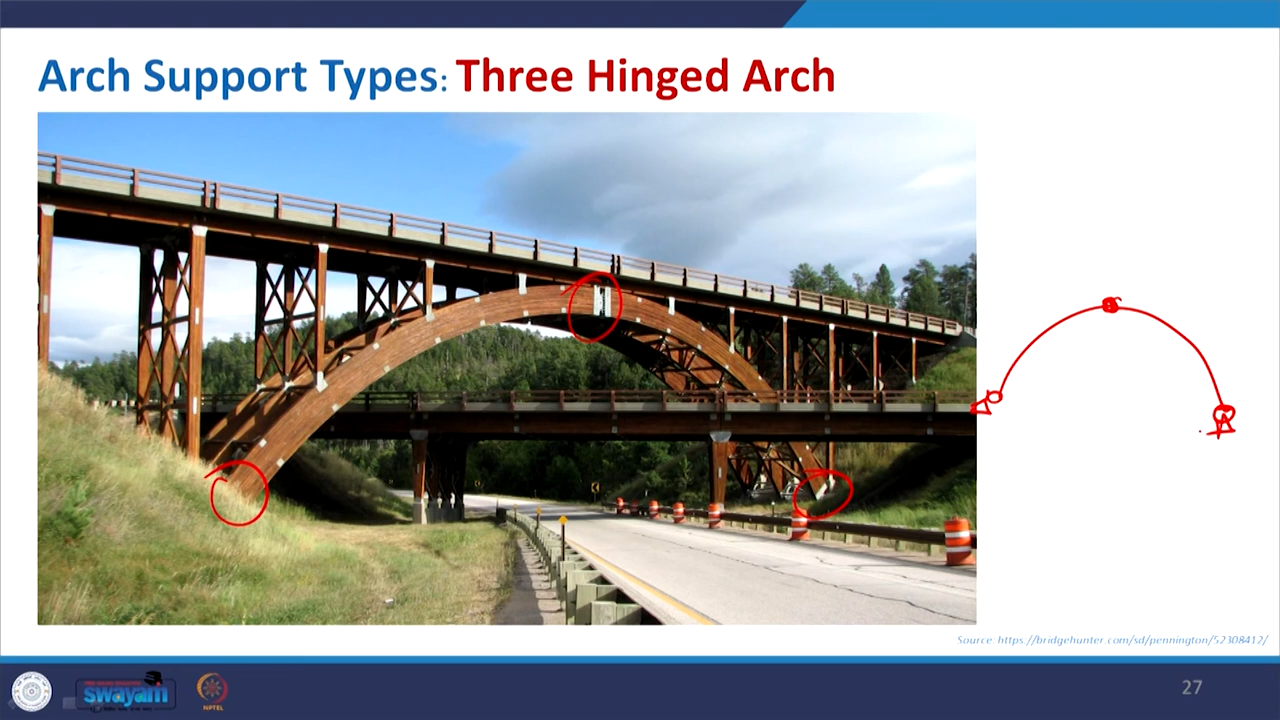 Arch Support Types: Three Hinged Arch
Source: https://bridgehunter.com/sd/pennington/52308412/
27
swayam
NPTEL